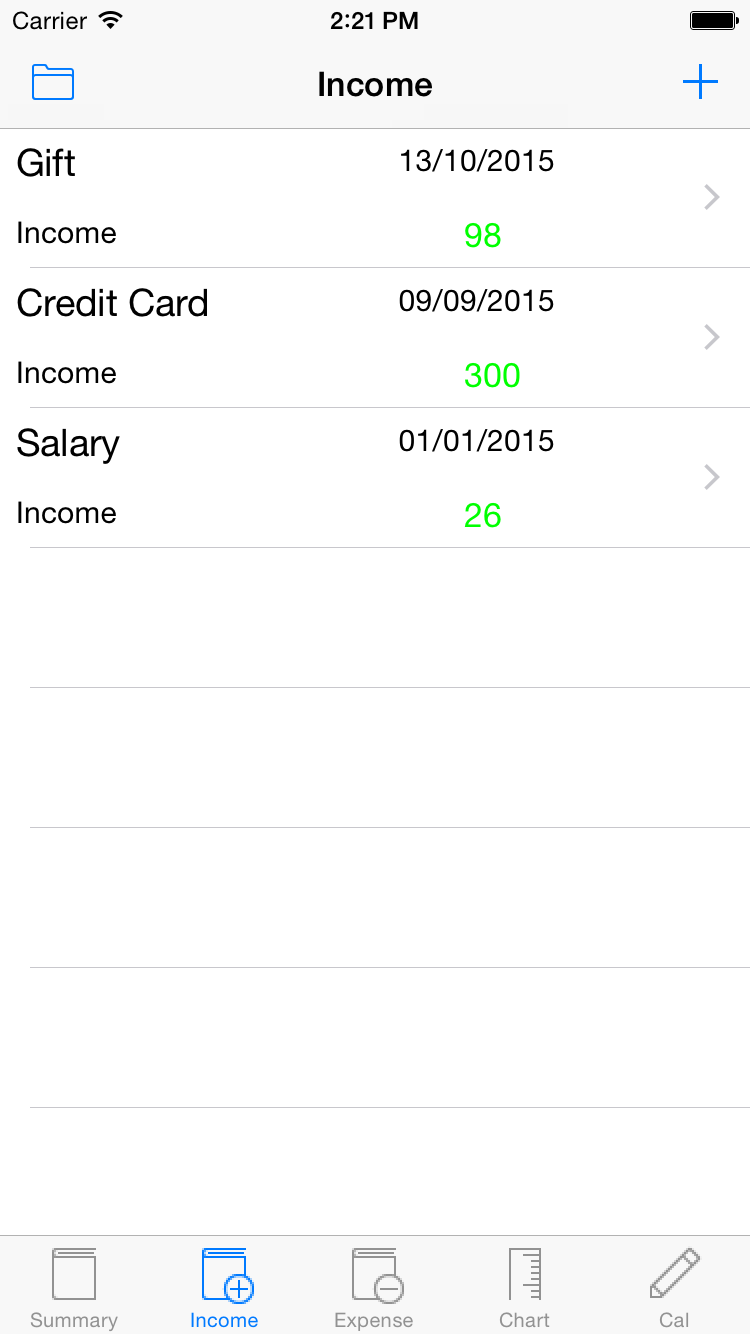 Carrier 2:21 PM
Income
Gift 13/10/2015
Income 98
Credit Card 09/09/2015
Income 300
Salary 01/01/2015
Income 26
Summary Income Expense Chart Cal